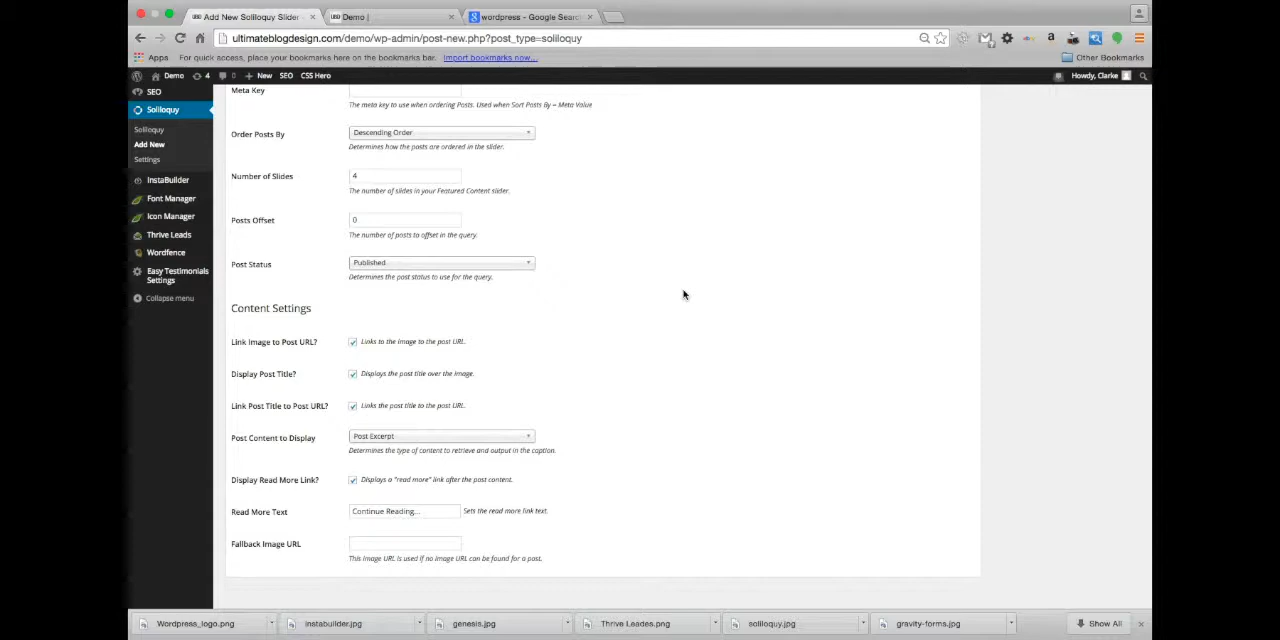 Add New Soliloquy Slider
Demo |
wordpress - Google Search
ultimateblogdesign.com/demo/wp-admin/post-new.php?post_type=soliloquy
Apps For quick access, place your bookmarks here on the bookmarks bar. Import bookmarks now... Other Bookmarks
Demo 4 0 New SEO CSS Hero Howdy, Clarke
SEO
Soliloquy
Soliloquy
Add New
Settings
InstaBuilder
Font Manager
Icon Manager
Thrive Leads
Wordfence
Easy Testimonials
Settings
Collapse menu
Meta Key
The meta key to use when ordering Posts. Used when Sort Posts By = Meta Value
Order Posts By Descending Order
Determines how the posts are ordered in the slider.
Number of Slides 4
The number of slides in your Featured Content slider.
Posts Offset 0
The number of posts to offset in the query.
Post Status Published
Determines the post status to use for the query.
Content Settings
Link Image to Post URL? Links to the image to the post URL.
Display Post Title? Displays the post title over the image.
Link Post Title to Post URL? Links the post title to the post URL.
Post Content to Display Post Excerpt
Determines the type of content to retrieve and output in the caption.
Display Read More Link? Displays a "read more" link after the post content.
Read More Text Continue Reading... Sets the read more link text.
Fallback Image URL
This image URL is used if no image URL can be found for a post.
Wordpress_logo.png instabuilder.jpg genesis.jpg Thrive Leades.png soliloquy.jpg gravity-forms.jpg Show All